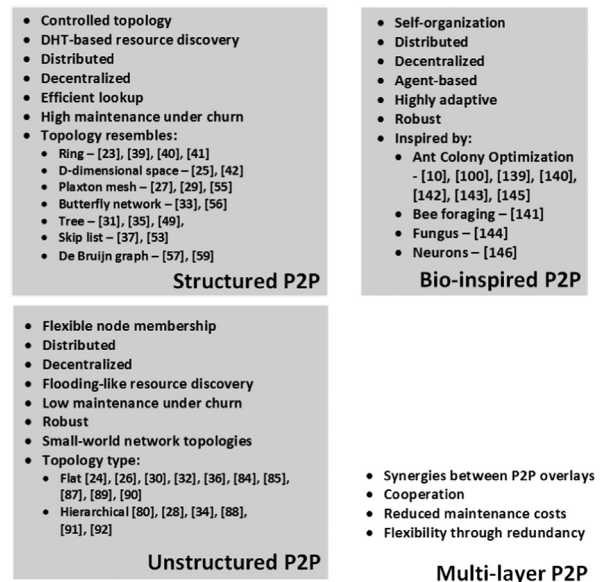 • Controlled topology
• DHT-based resource discovery
• Distributed
• Decentralized
• Efficient lookup
• High maintenance under churn
• Topology resembles:
• Ring – [23], [39], [40], [41]
• D-dimensional space – [25], [42]
• Plaxton mesh – [27], [29], [55]
• Butterfly network – [33], [56]
• Tree – [31], [35], [49],
• Skip list – [37], [53]
• De Bruijn graph – [57], [59]
Structured P2P
• Self-organization
• Distributed
• Decentralized
• Agent-based
• Highly adaptive
• Robust
• Inspired by:
• Ant Colony Optimization
- [10], [100], [139], [140],
[142], [143], [145]
• Bee foraging – [141]
• Fungus – [144]
• Neurons – [146]
Bio-inspired P2P
• Flexible node membership
• Distributed
• Decentralized
• Flooding-like resource discovery
• Low maintenance under churn
• Robust
• Small-world network topologies
• Topology type:
• Flat [24], [26], [30], [32], [36], [84], [85],
[87], [89], [90]
• Hierarchical [80], [28], [34], [88],
[91], [92]
Unstructured P2P
• Synergies between P2P overlays
• Cooperation
• Reduced maintenance costs
• Flexibility through redundancy
Multi-layer P2P